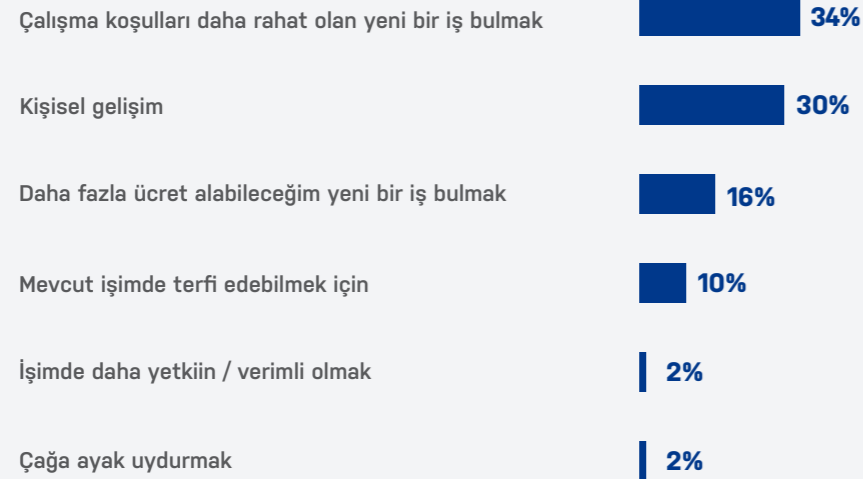 Çalışma koşulları daha rahat olan yeni bir iş bulmak 34%
Kişisel gelişim 30%
Daha fazla ücret alabileceğim yeni bir iş bulmak 16%
Mevcut işimde terfi edebilmek için 10%
İşimde daha yetkiin / verimli olmak 2%
Çağa ayak uydurmak 2%